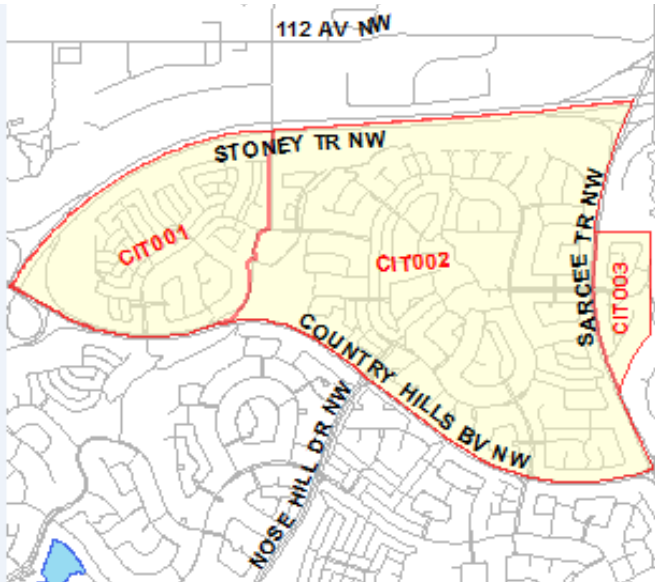 112 AV NW
STONEY TR NW
CIT001
CIT002
SARCEE TR NW
CIT003
COUNTRY HILLS BV NW
NOSE HILL DR NW